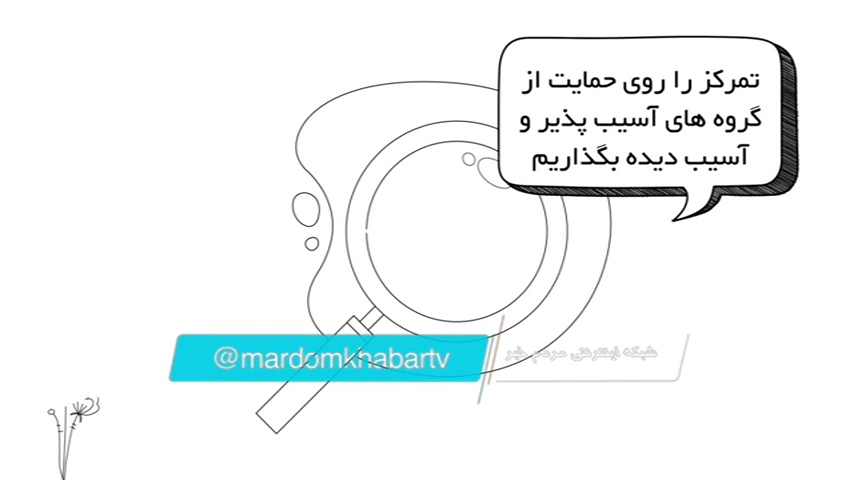 تمرکز را روی حمایت از
گروه های آسیب پذیر و
آسیب دیده بگذاریم
@mardomkhabartv
شبکه اینترنتی مردم خبر